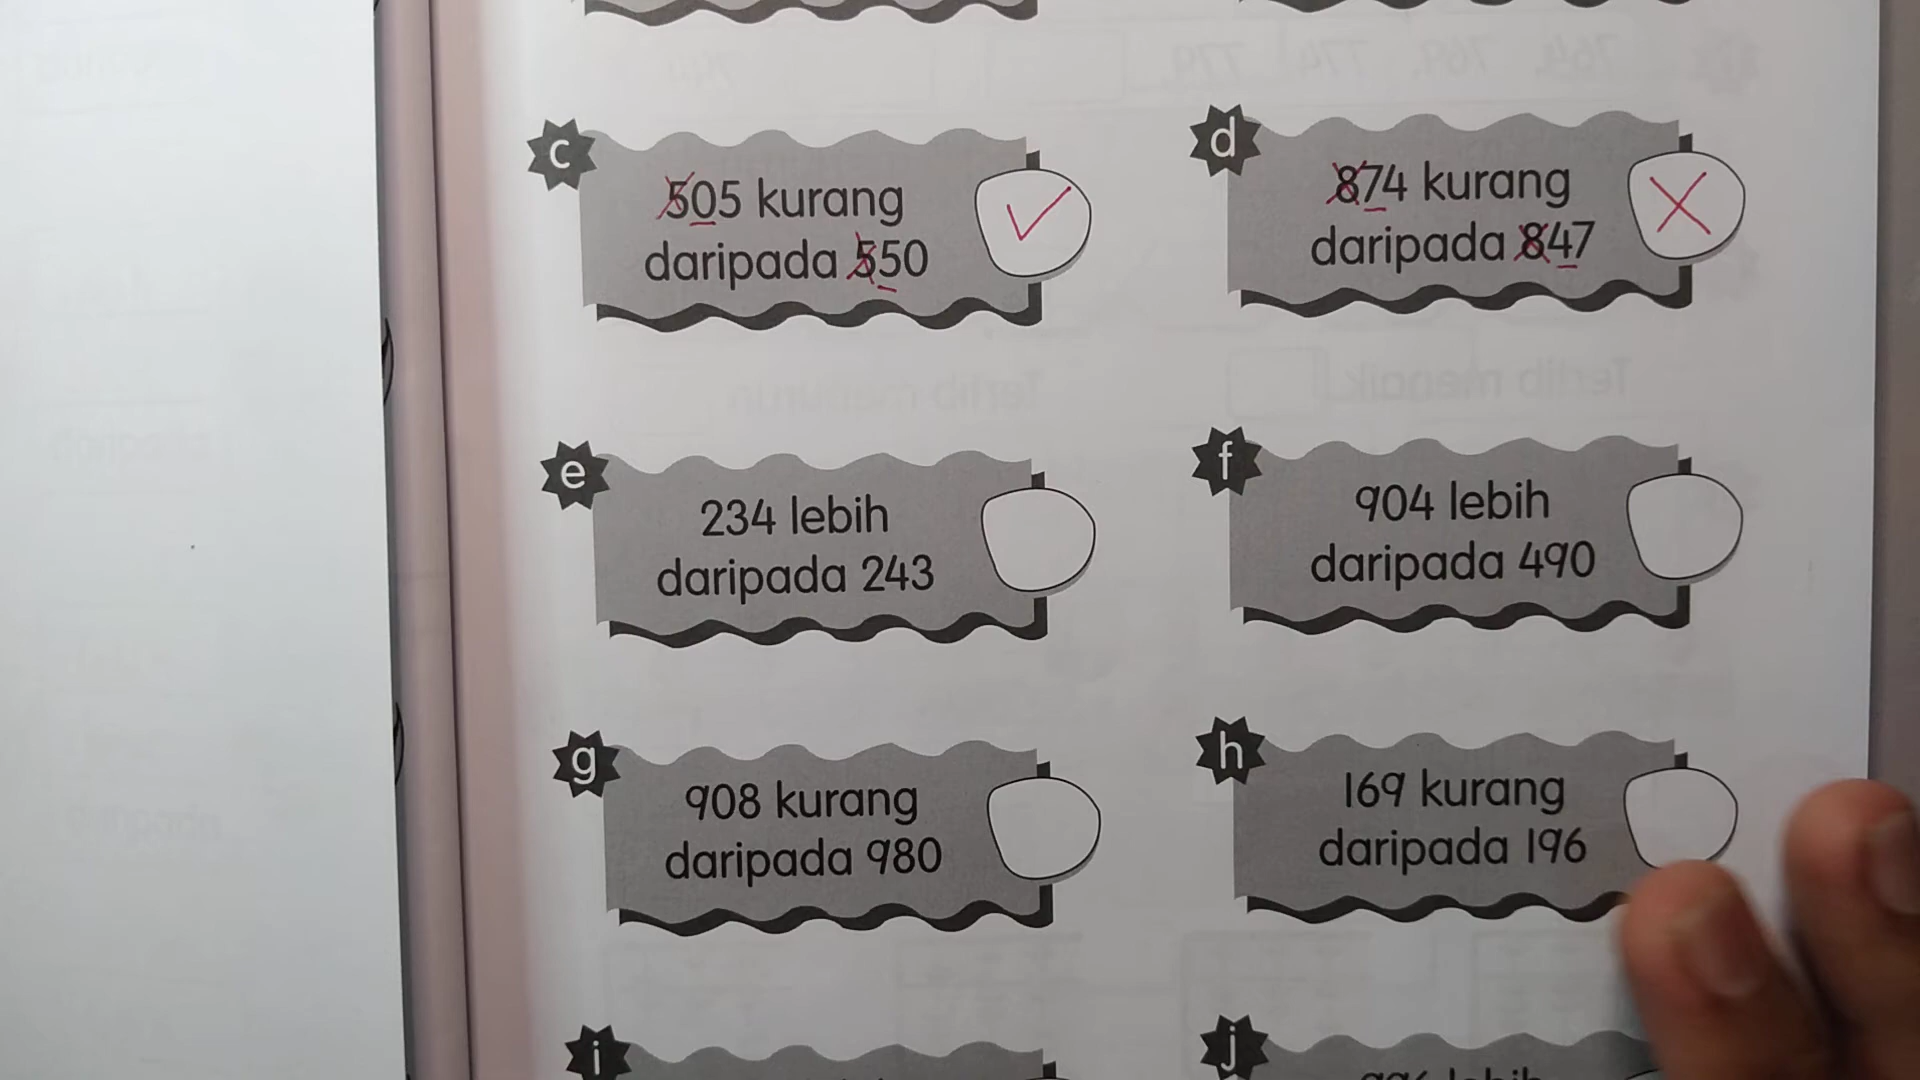 c
505 kurang
daripada 550
d
874 kurang
daripada 847
e
234 lebih
daripada 243
f
904 lebih
daripada 490
g
908 kurang
daripada 980
h
169 kurang
daripada 196
i
j
lebih